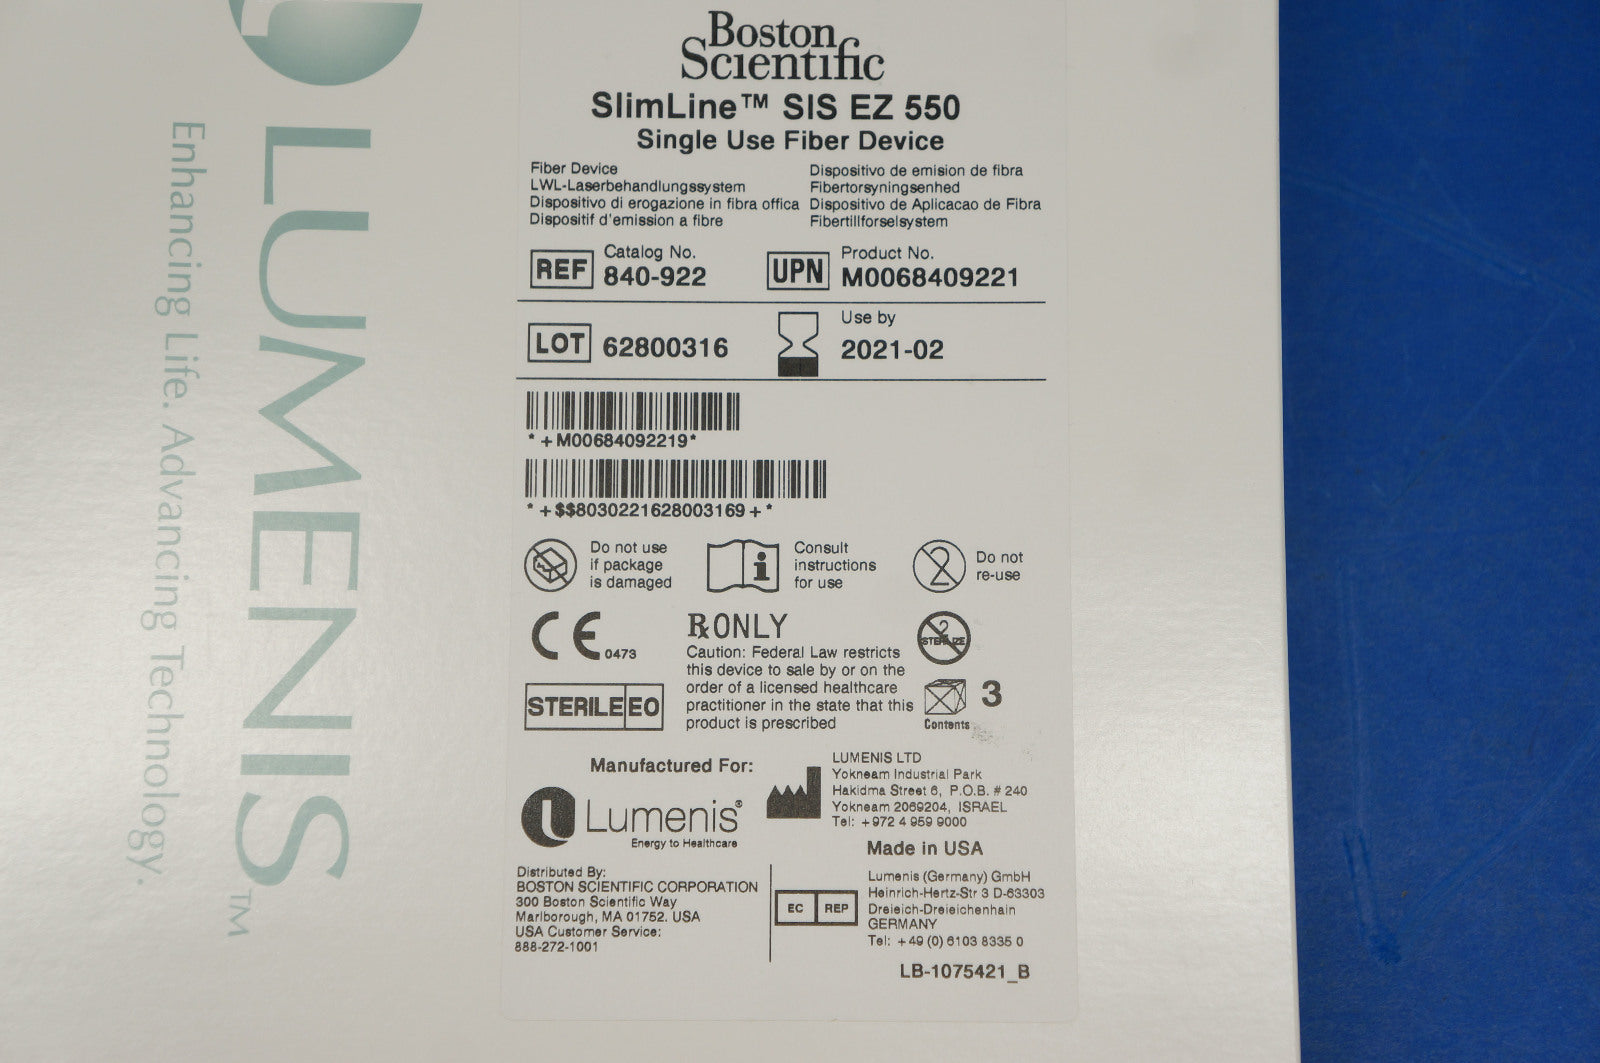 LUMENIS™
Enhancing Life. Advancing Technology.
Boston
Scientific
SlimLine™ SIS EZ 550
Single Use Fiber Device
Fiber Device
LWL-Laserbehandlungssystem
Dispositivo di erogazione in fibra offica
Dispositif d'emission a fibre
Dispositivo de emision de fibra
Fibertorsyningsenhed
Dispositivo de Aplicacao de Fibra
Fibertillforselsystem
REF Catalog No.
840-922
UPN Product No.
M0068409221
LOT 62800316
Use by
2021-02
*+M00684092219*
*+$$8030221628003169+*
Do not use
if package
is damaged
i
Consult
instructions
for use
2
Do not
re-use
CE 0473
STERILE EO
℞ ONLY
Caution: Federal Law restricts
this device to sale by or on the
order of a licensed healthcare
practitioner in the state that this
product is prescribed
2
STERILIZE
3
Contents
Manufactured For:
Lumenis®
Energy to Healthcare
LUMENIS LTD
Yokneam Industrial Park
Hakidma Street 6, P.O.B. # 240
Yokneam 2069204, ISRAEL
Tel: +972 4 959 9000
Made in USA
Distributed By:
BOSTON SCIENTIFIC CORPORATION
300 Boston Scientific Way
Marlborough, MA 01752. USA
USA Customer Service:
888-272-1001
EC REP
Lumenis (Germany) GmbH
Heinrich-Hertz-Str 3 D-63303
Dreieich-Dreieichenhain
GERMANY
Tel: +49 (0) 6103 8335 0
LB-1075421_B